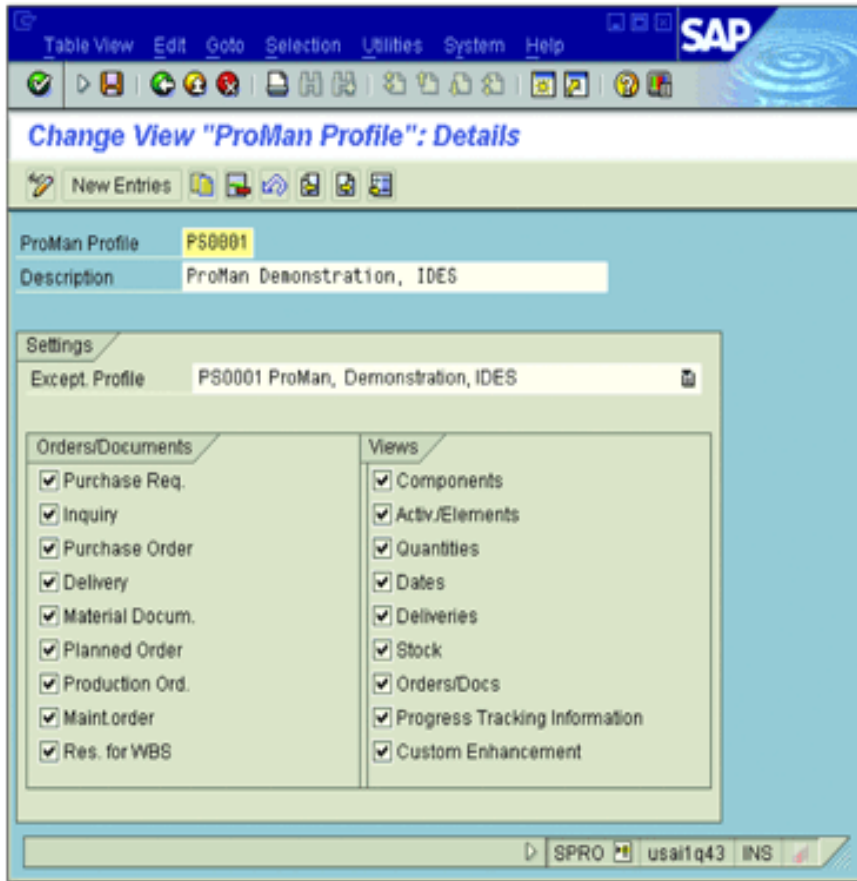 Table View Edit Goto Selection Utilities System Help
SAP
Change View "ProMan Profile": Details
New Entries
ProMan Profile PS0001
Description ProMan Demonstration, IDES
Settings
Except. Profile PS0001 ProMan, Demonstration, IDES
Orders/Documents
Purchase Req.
Inquiry
Purchase Order
Delivery
Material Docum.
Planned Order
Production Ord.
Maint.order
Res. for WBS
Views
Components
Activ./Elements
Quantities
Dates
Deliveries
Stock
Orders/Docs
Progress Tracking Information
Custom Enhancement
SPRO usai1q43 INS